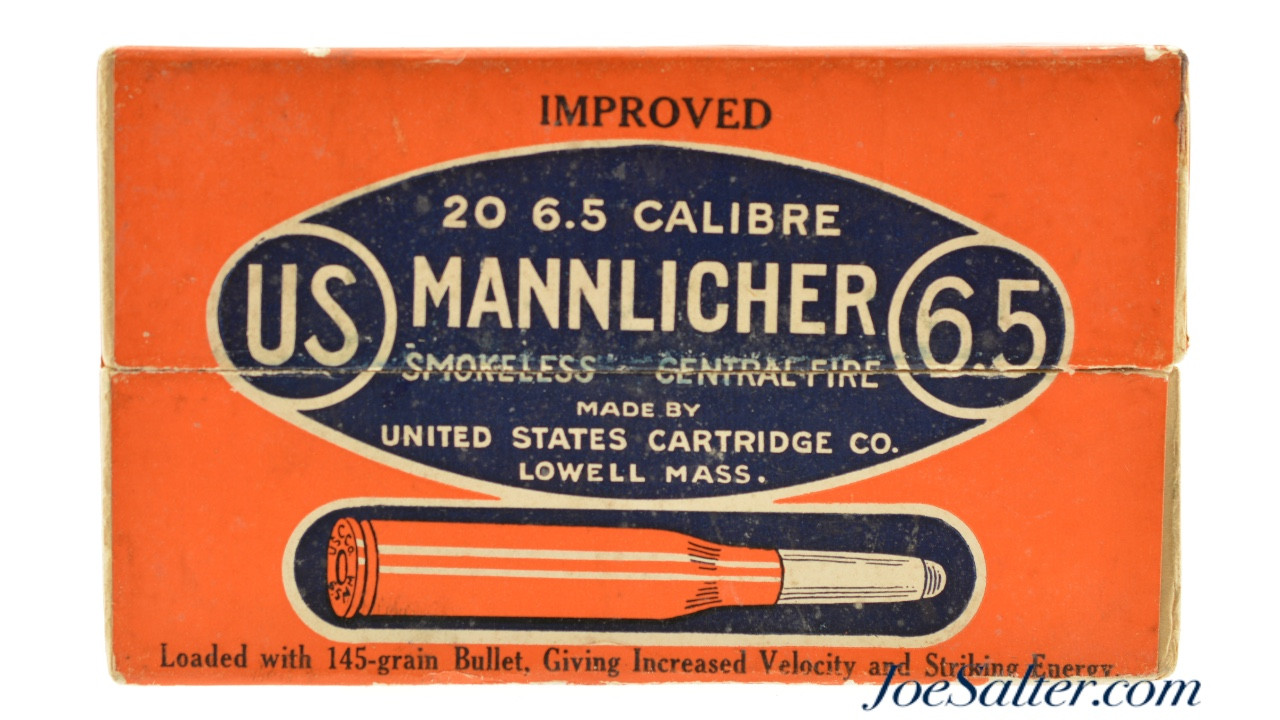 IMPROVED
20 6.5 CALIBRE
US MANNLICHER 6.5
SMOKELESS CENTRAL-FIRE
MADE BY
UNITED STATES CARTRIDGE CO.
LOWELL MASS.
Loaded with 145-grain Bullet, Giving Increased Velocity and Striking Energy.
JoeSalter.com